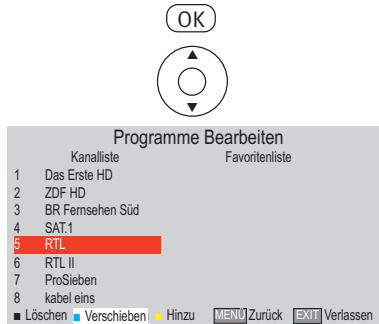 OK
Programme Bearbeiten
Kanalliste Favoritenliste
1 Das Erste HD
2 ZDF HD
3 BR Fernsehen Süd
4 SAT.1
5 RTL
6 RTL II
7 ProSieben
8 kabel eins
Löschen Verschieben Hinzu MENÜ Zurück EXIT Verlassen